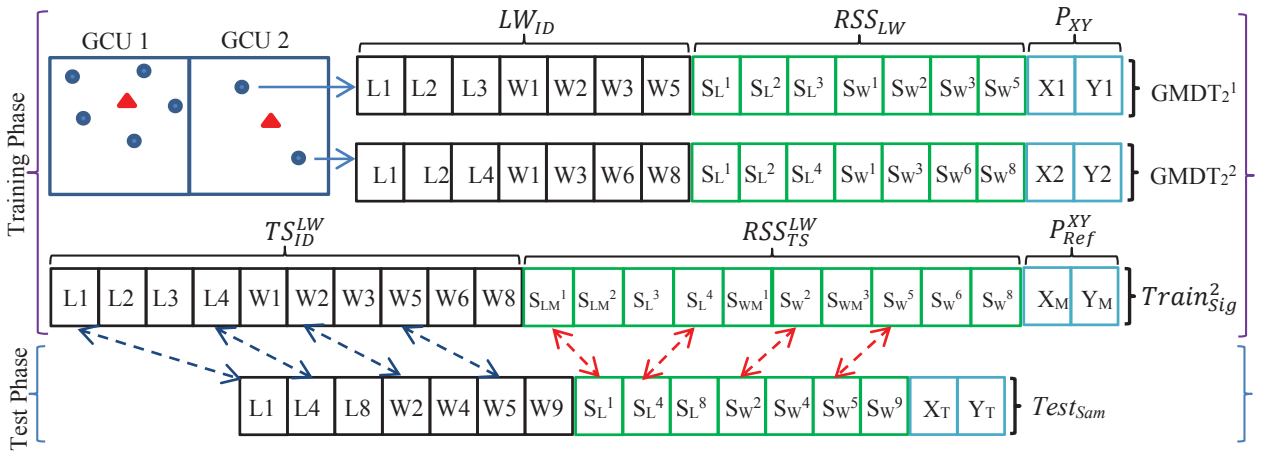 LW_ID RSS_LW P_XY
GCU 1 GCU 2
L1 L2 L3 W1 W2 W3 W5 S_L^1 S_L^2 S_L^3 S_W^1 S_W^2 S_W^3 S_W^5 X1 Y1 GMDT_2^1
L1 L2 L4 W1 W3 W6 W8 S_L^1 S_L^2 S_L^4 S_W^1 S_W^3 S_W^6 S_W^8 X2 Y2 GMDT_2^2
Training Phase
TS_ID^LW RSS_TS^LW P_Ref^XY
L1 L2 L3 L4 W1 W2 W3 W5 W6 W8 S_LM^1 S_LM^2 S_L^3 S_L^4 S_WM^1 S_W^2 S_WM^3 S_W^5 S_W^6 S_W^8 X_M Y_M Train_Sig^2
Test Phase
L1 L4 L8 W2 W4 W5 W9 S_L^1 S_L^4 S_L^8 S_W^2 S_W^4 S_W^5 S_W^9 X_T Y_T Test_Sam